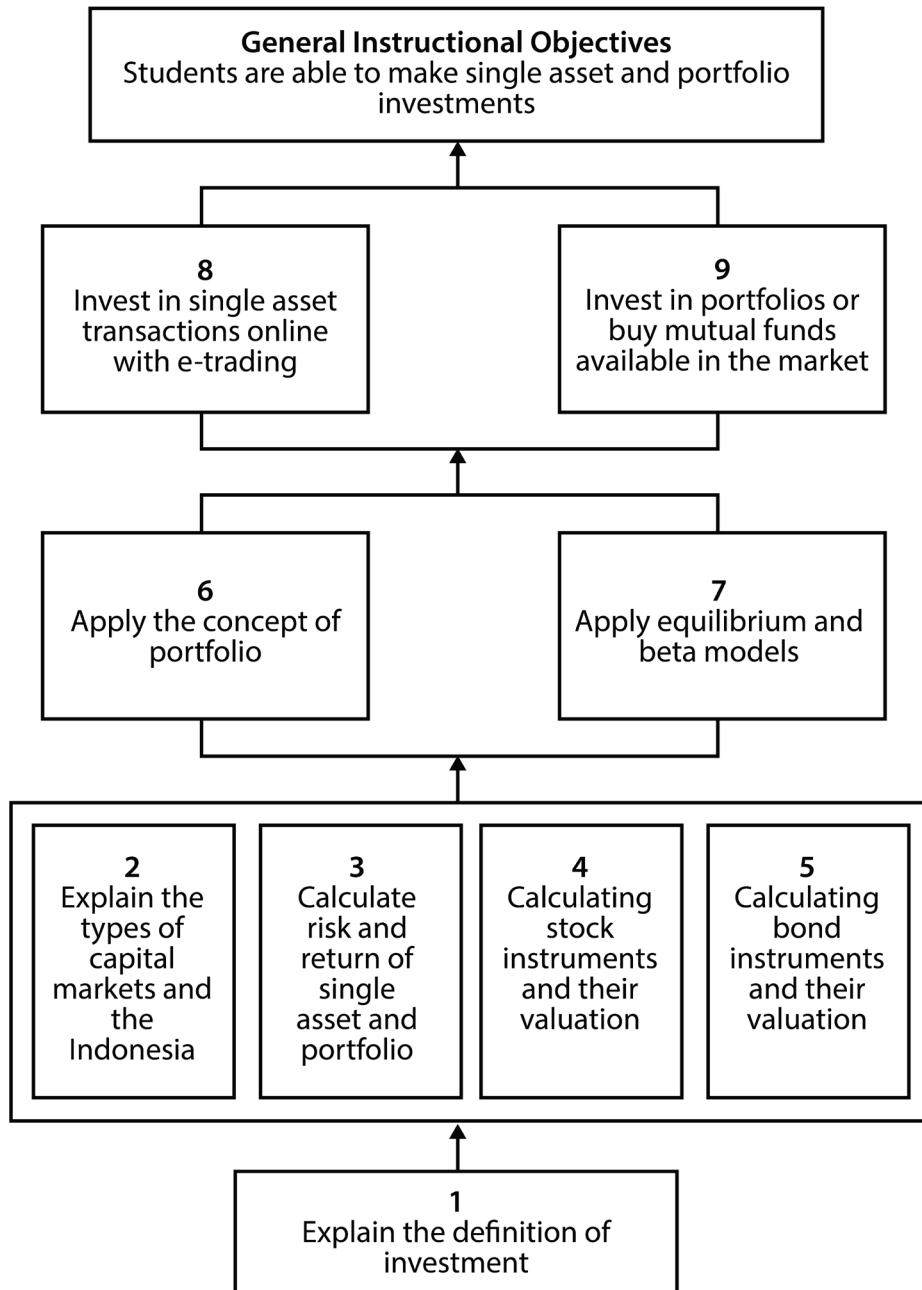 General Instructional Objectives
Students are able to make single asset and portfolio
investments
8
Invest in single asset
transactions online
with e-trading
9
Invest in portfolios or
buy mutual funds
available in the market
6
Apply the concept of
portfolio
7
Apply equilibrium and
beta models
2
Explain the
types of
capital
markets and
the
Indonesia
3
Calculate
risk and
return of
single
asset and
portfolio
4
Calculating
stock
instruments
and their
valuation
5
Calculating
bond
instruments
and their
valuation
1
Explain the definition of
investment